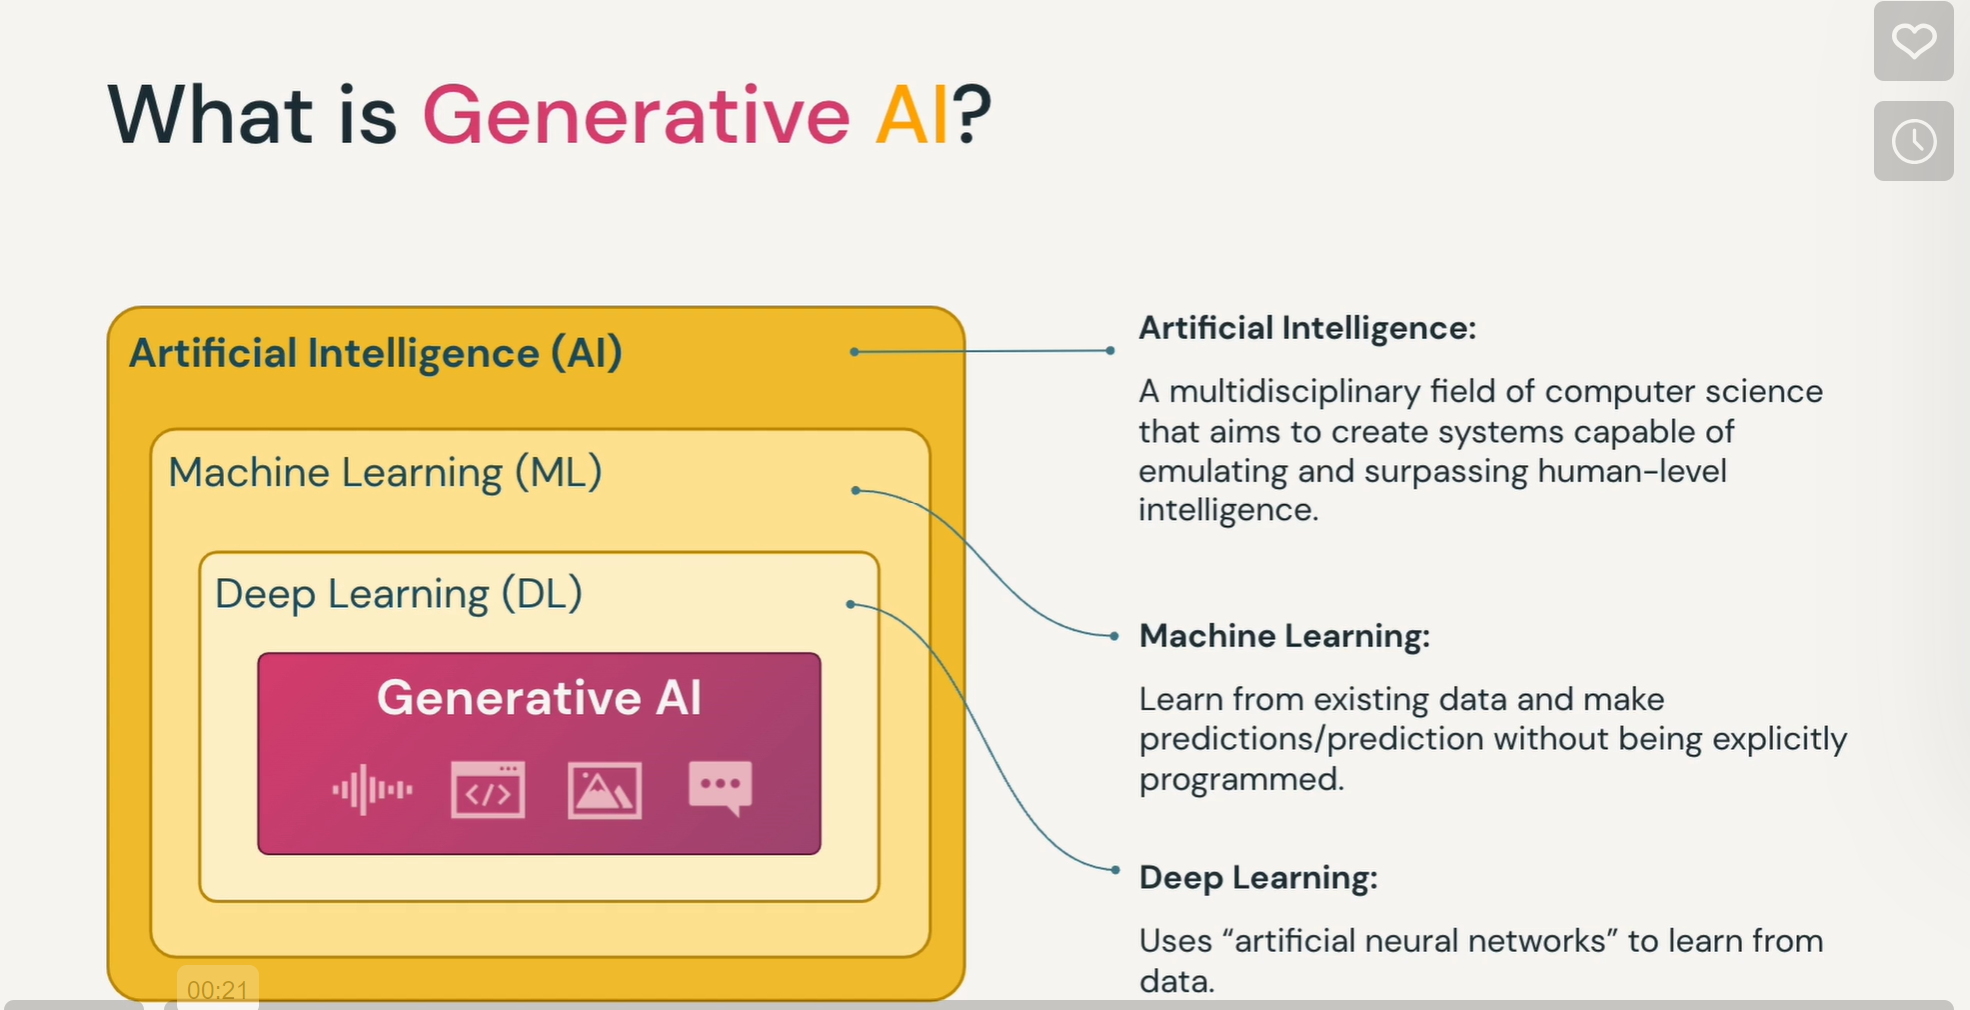 What is Generative AI?
Artificial Intelligence (AI)
Machine Learning (ML)
Deep Learning (DL)
Generative AI
</>
Artificial Intelligence:
A multidisciplinary field of computer science
that aims to create systems capable of
emulating and surpassing human-level
intelligence.
Machine Learning:
Learn from existing data and make
predictions/prediction without being explicitly
programmed.
Deep Learning:
Uses “artificial neural networks” to learn from
data.
00:21